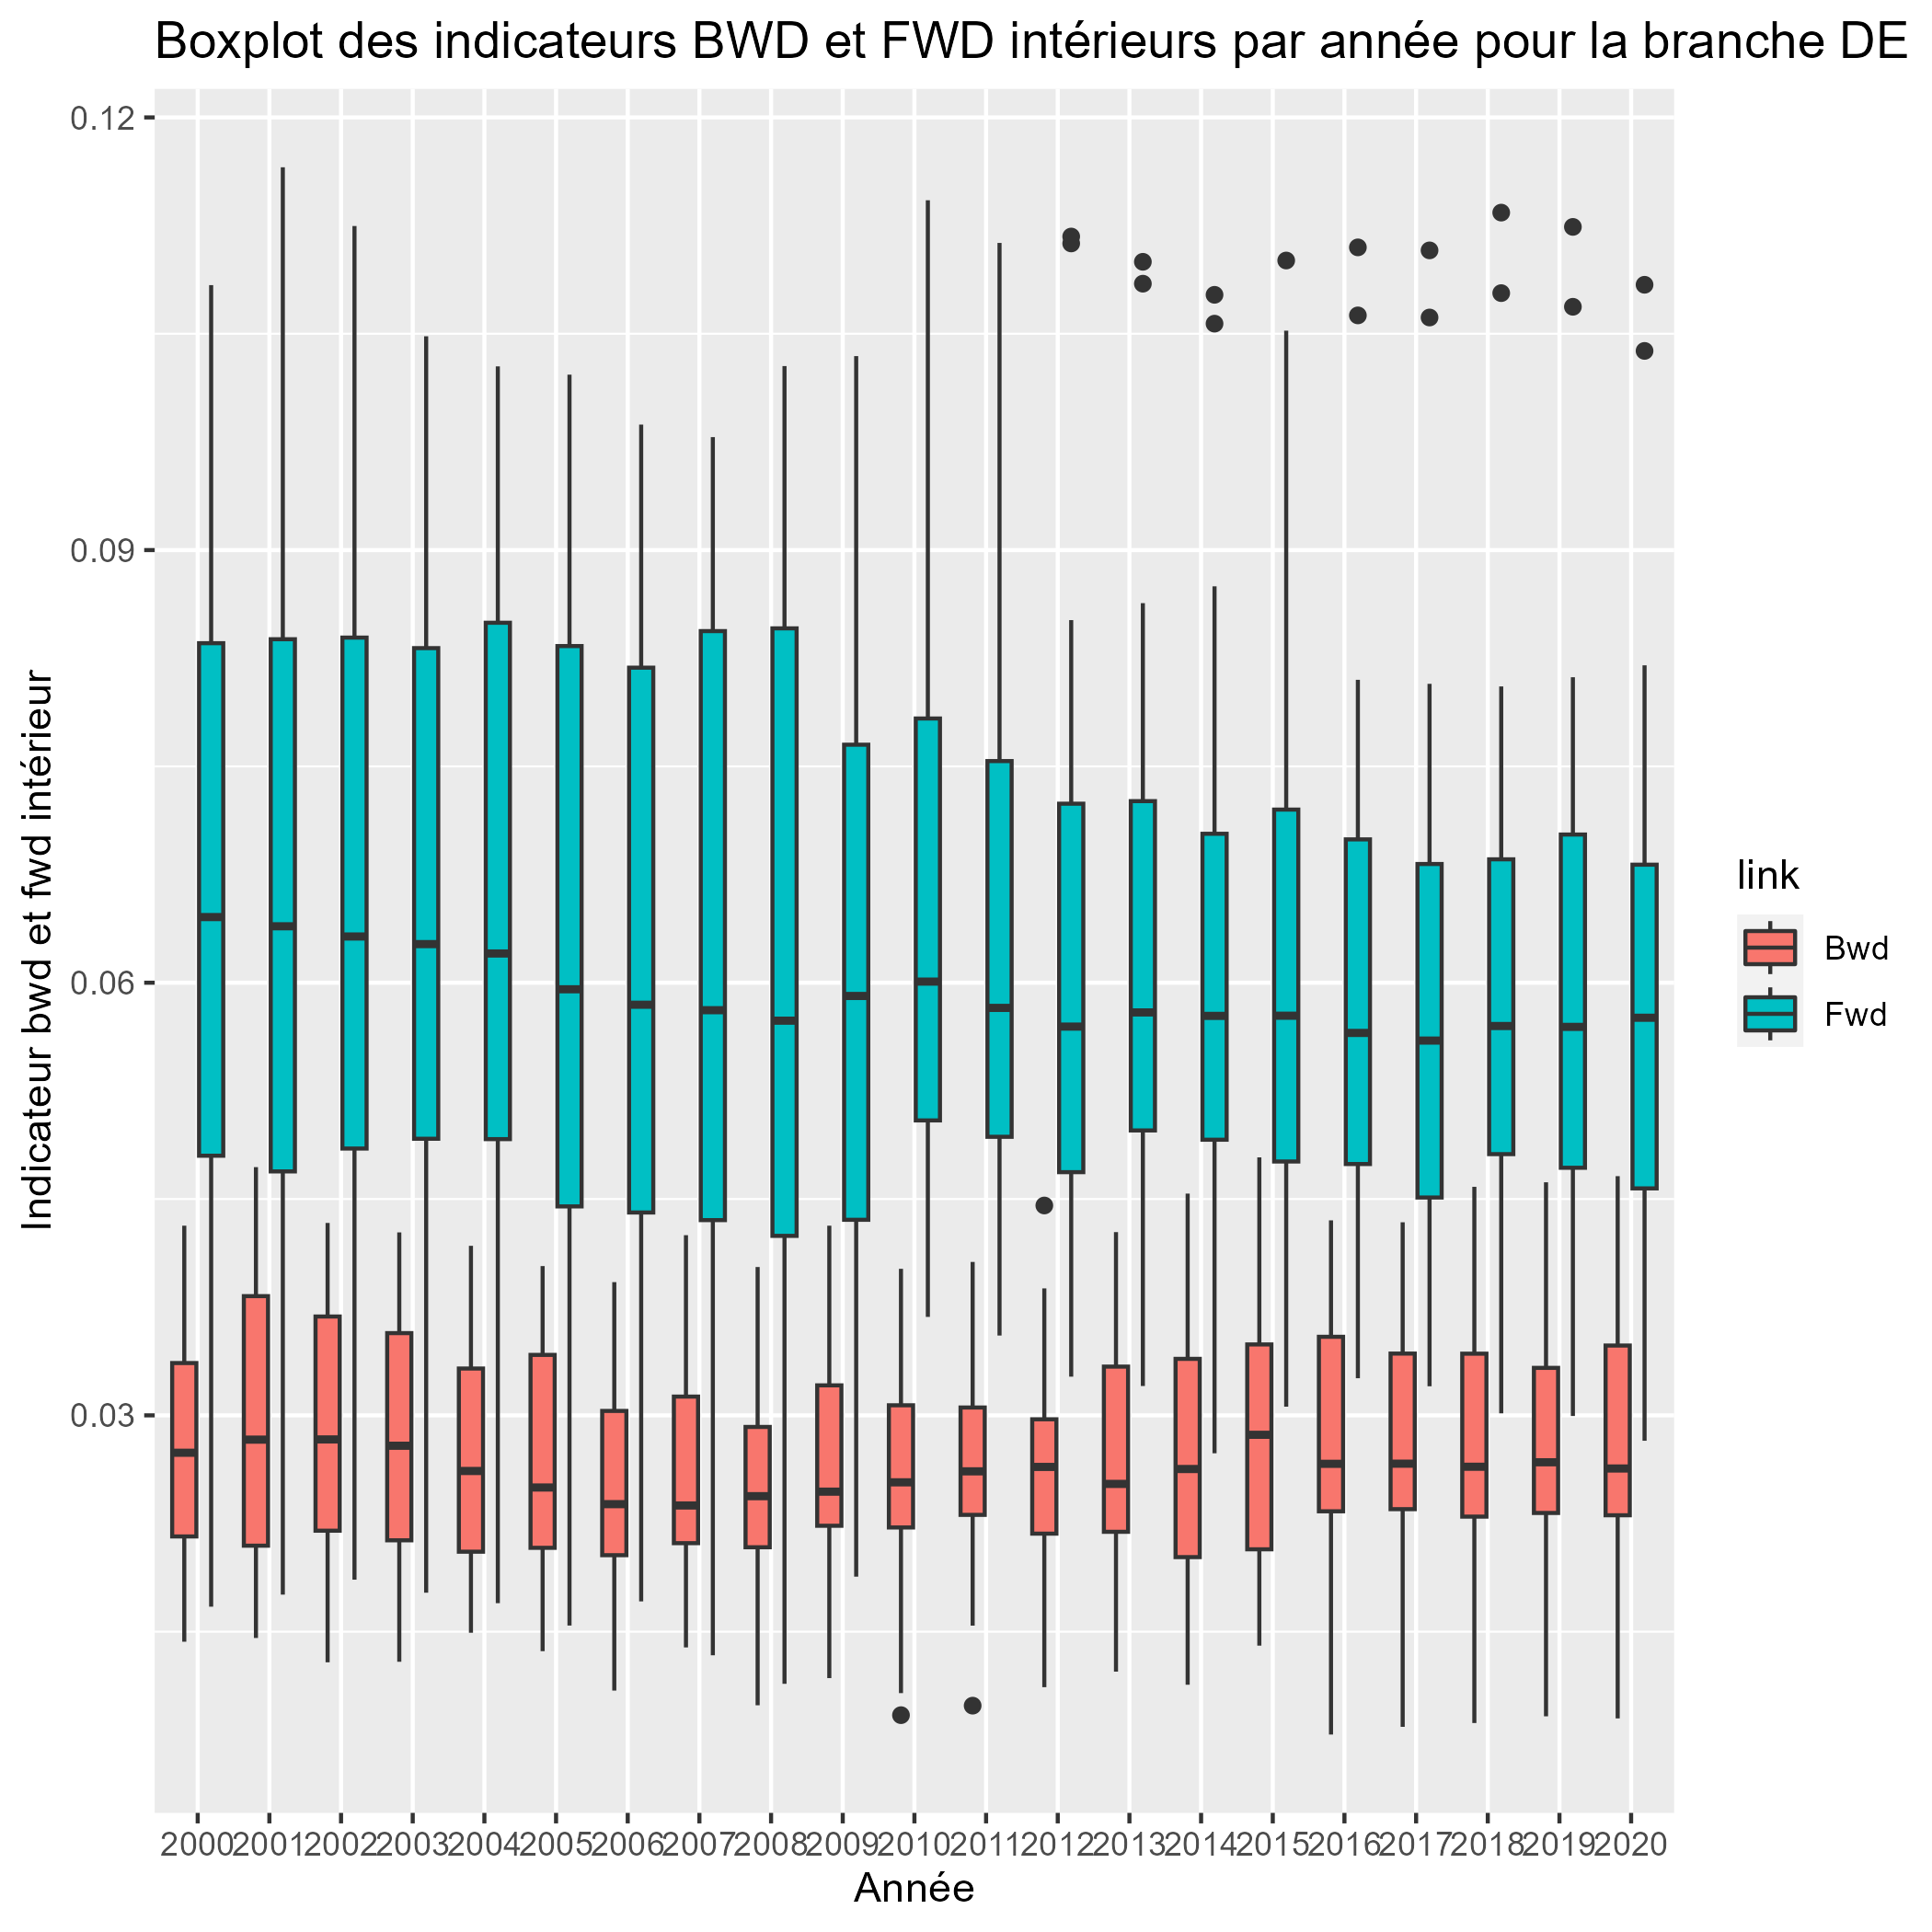 Boxplot des indicateurs BWD et FWD intérieurs par année pour la branche DE
0.12
0.09
0.06
0.03
Indicateur bwd et fwd intérieur
2000 2001 2002 2003 2004 2005 2006 2007 2008 2009 2010 2011 2012 2013 2014 2015 2016 2017 2018 2019 2020
Année
link
Bwd
Fwd